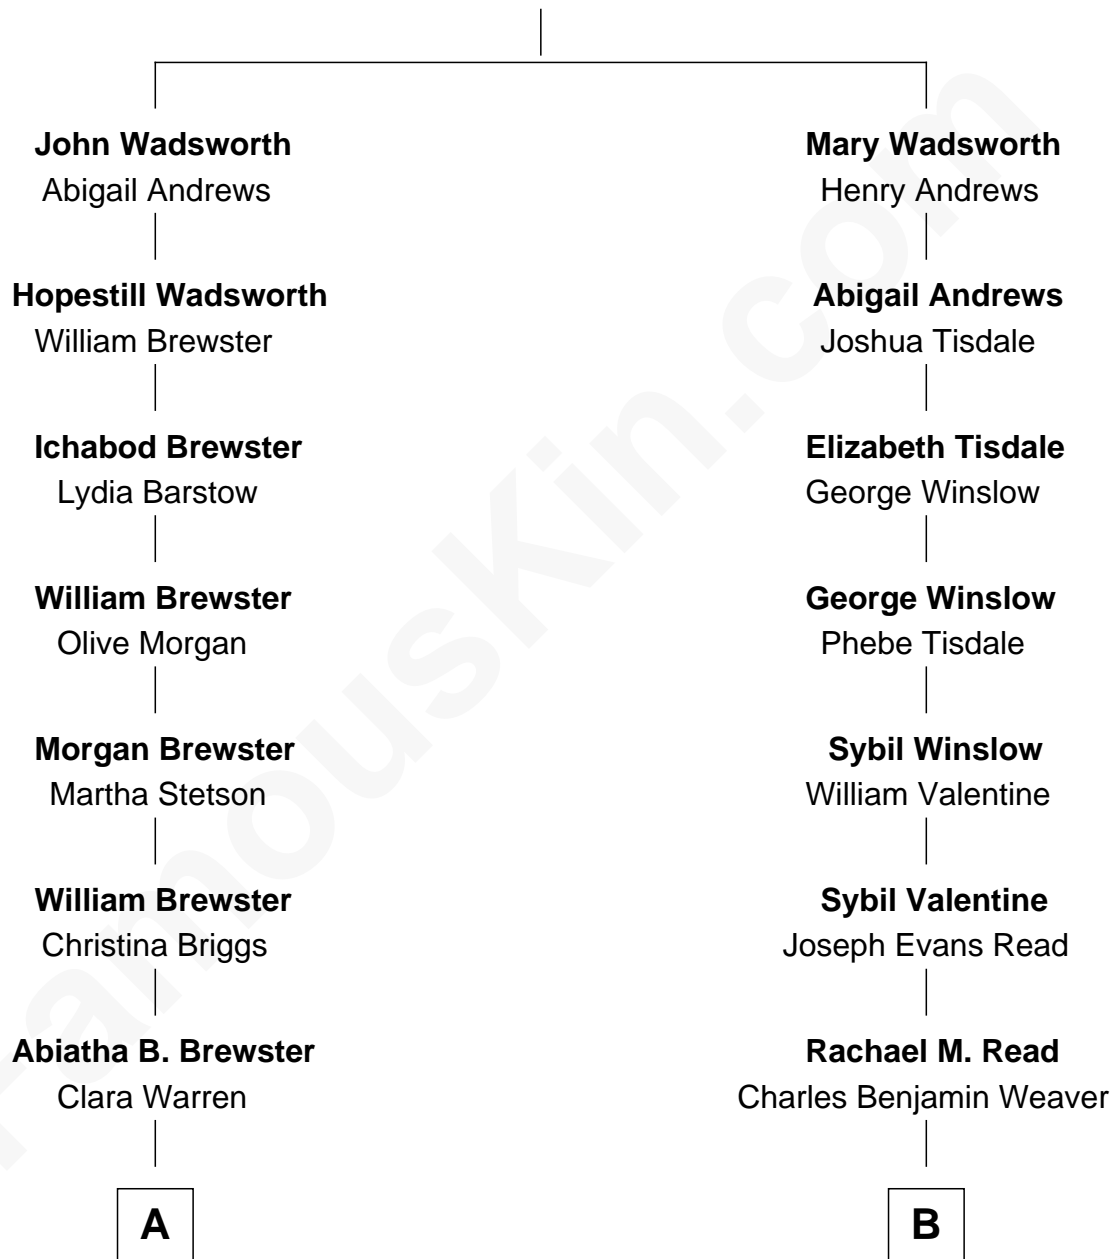 John Wadsworth
Abigail Andrews
Mary Wadsworth
Henry Andrews
Hopestill Wadsworth
William Brewster
Abigail Andrews
Joshua Tisdale
Ichabod Brewster
Lydia Barstow
Elizabeth Tisdale
George Winslow
William Brewster
Olive Morgan
George Winslow
Phebe Tisdale
Morgan Brewster
Martha Stetson
Sybil Winslow
William Valentine
William Brewster
Christina Briggs
Sybil Valentine
Joseph Evans Read
Abiatha B. Brewster
Clara Warren
Rachael M. Read
Charles Benjamin Weaver
A
B
FamousKin.com